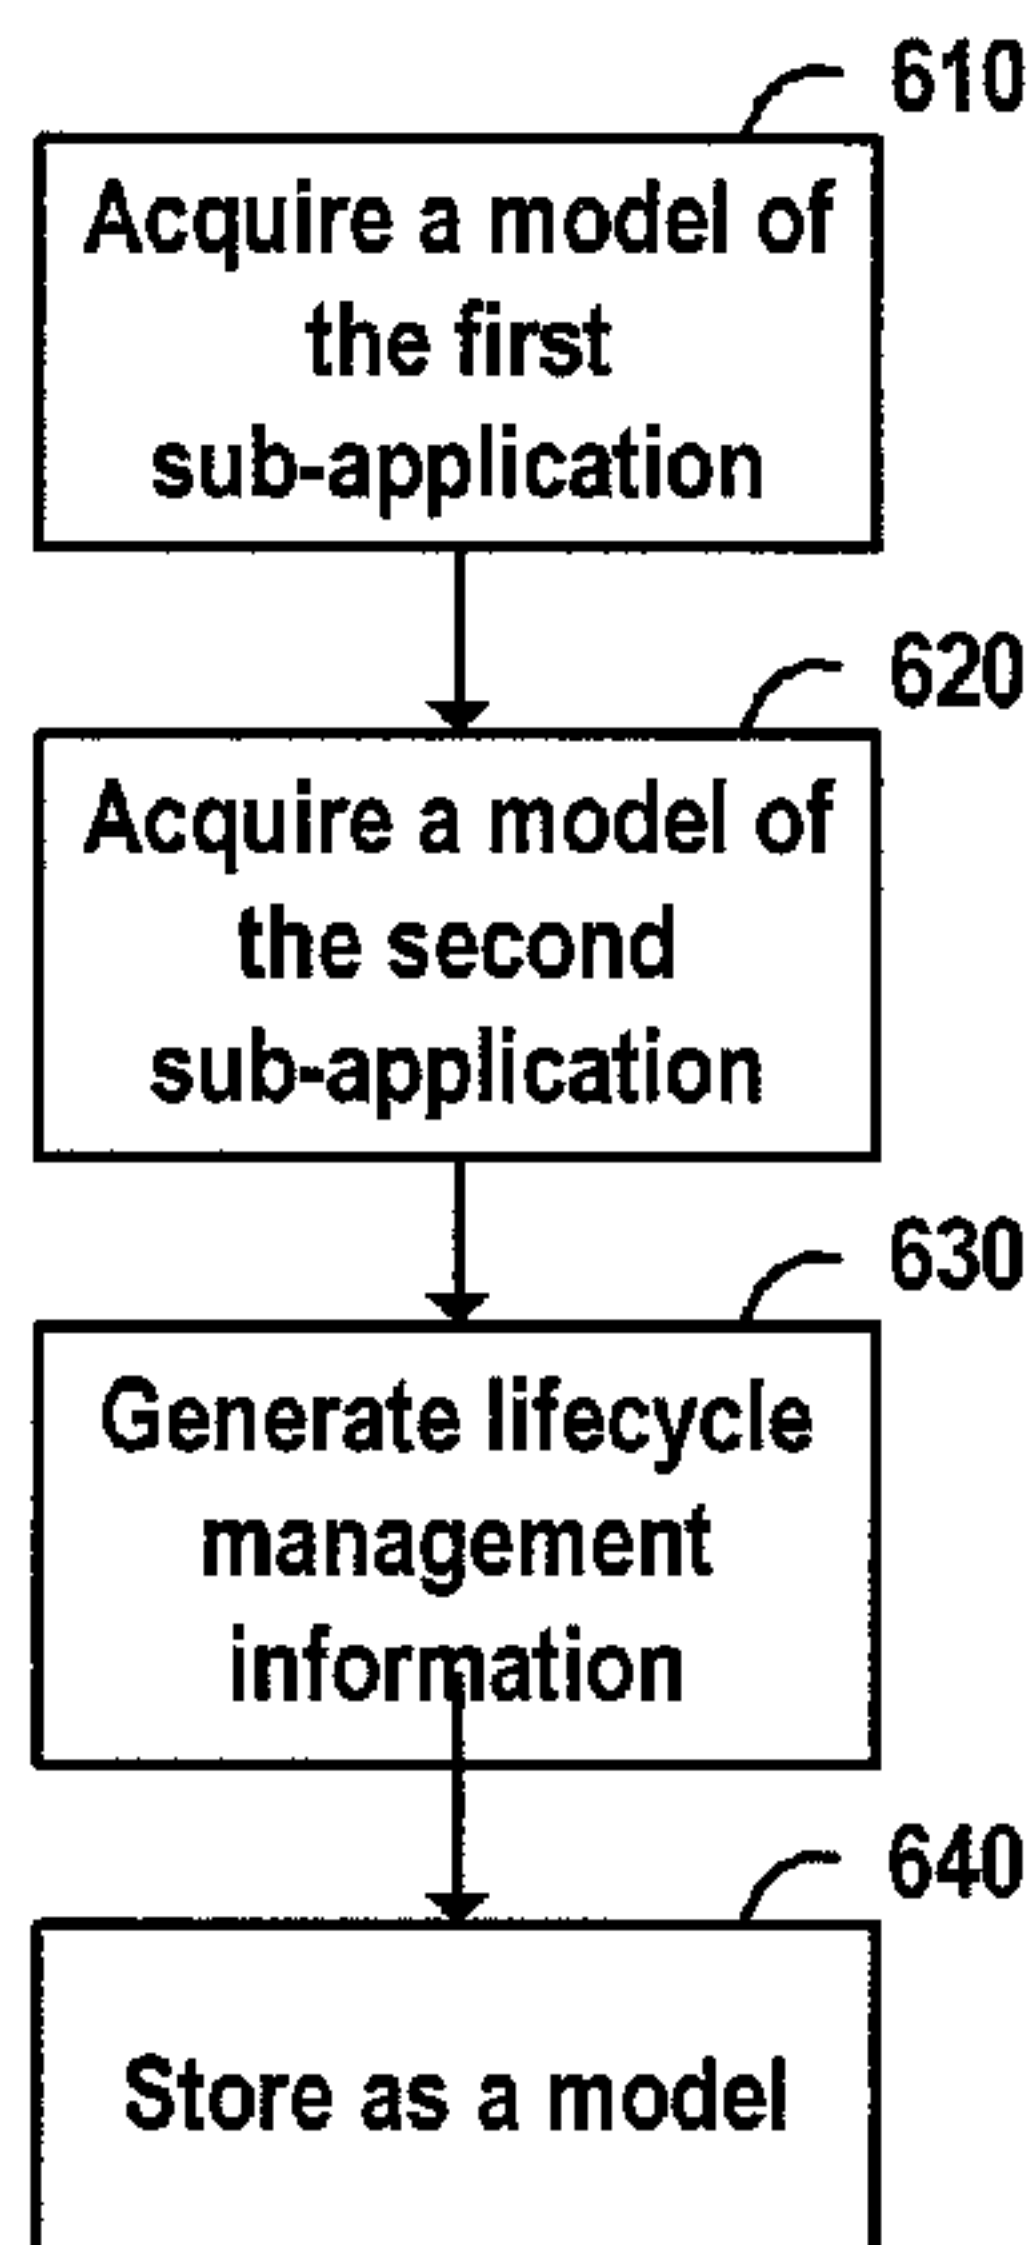 610
Acquire a model of
the first
sub-application
620
Acquire a model of
the second
sub-application
630
Generate lifecycle
management
information
640
Store as a model